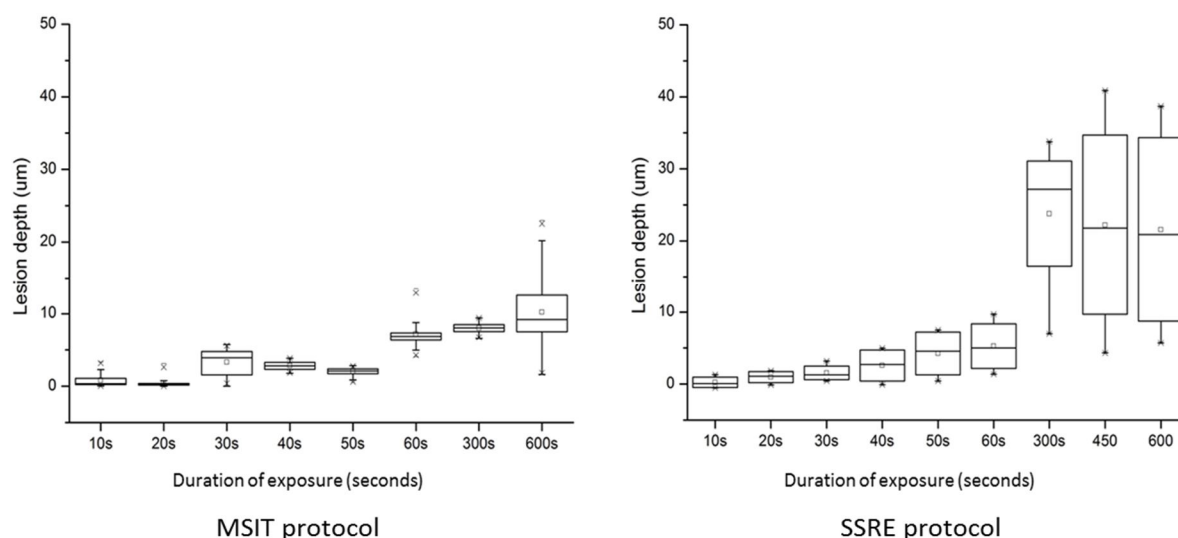 50
40
30
20
10
0
Lesion depth (um)
10s 20s 30s 40s 50s 60s 300s 600s
Duration of exposure (seconds)
MSIT protocol
50
40
30
20
10
0
Lesion depth (um)
10s 20s 30s 40s 50s 60s 300s 450 600
Duration of exposure (seconds)
SSRE protocol